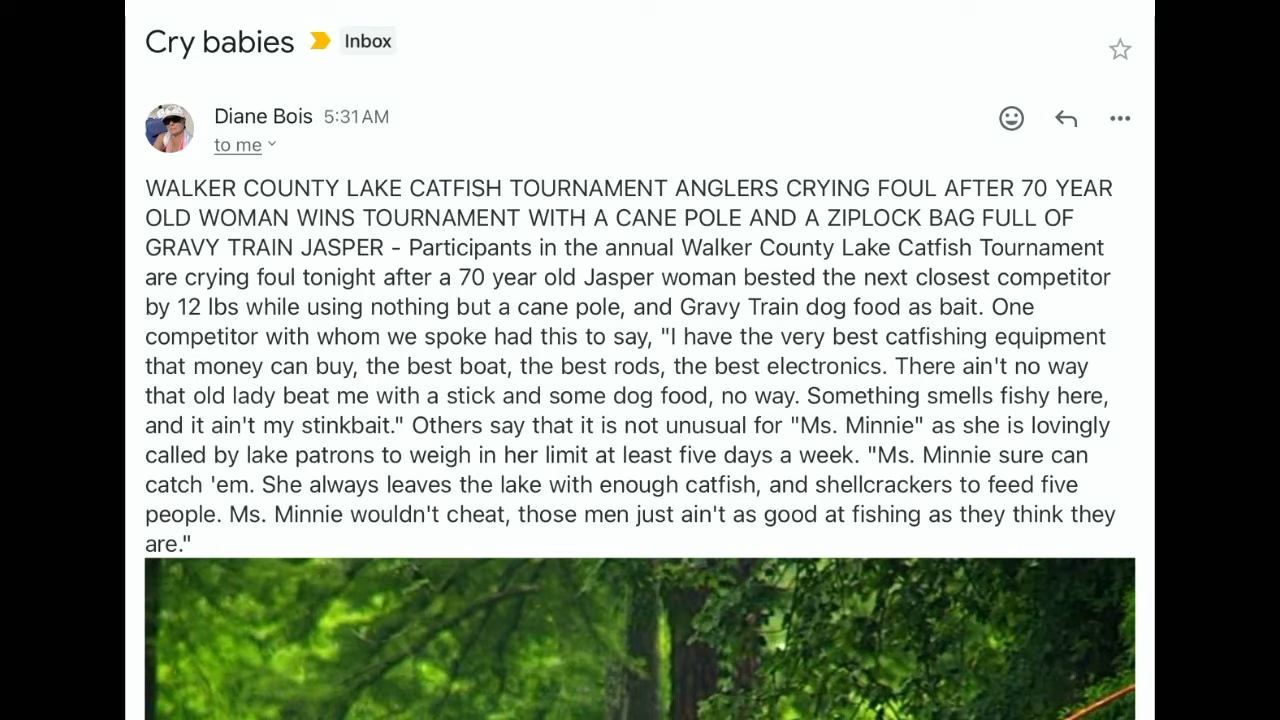 Cry babies
Inbox
Diane Bois 5:31AM
to me
WALKER COUNTY LAKE CATFISH TOURNAMENT ANGLERS CRYING FOUL AFTER 70 YEAR
OLD WOMAN WINS TOURNAMENT WITH A CANE POLE AND A ZIPLOCK BAG FULL OF
GRAVY TRAIN JASPER - Participants in the annual Walker County Lake Catfish Tournament
are crying foul tonight after a 70 year old Jasper woman bested the next closest competitor
by 12 lbs while using nothing but a cane pole, and Gravy Train dog food as bait. One
competitor with whom we spoke had this to say, "I have the very best catfishing equipment
that money can buy, the best boat, the best rods, the best electronics. There ain't no way
that old lady beat me with a stick and some dog food, no way. Something smells fishy here,
and it ain't my stinkbait." Others say that it is not unusual for "Ms. Minnie" as she is lovingly
called by lake patrons to weigh in her limit at least five days a week. "Ms. Minnie sure can
catch 'em. She always leaves the lake with enough catfish, and shellcrackers to feed five
people. Ms. Minnie wouldn't cheat, those men just ain't as good at fishing as they think they
are."